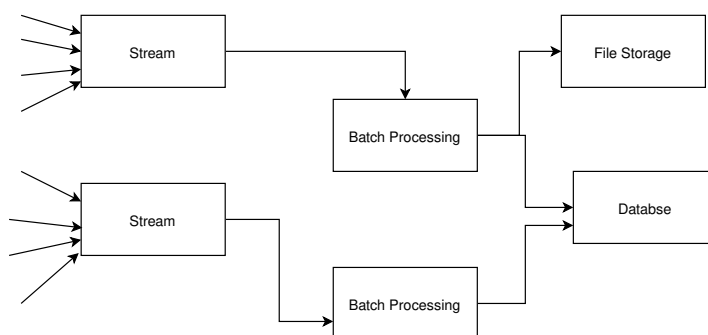 Stream
File Storage
Batch Processing
Stream
Databse
Batch Processing